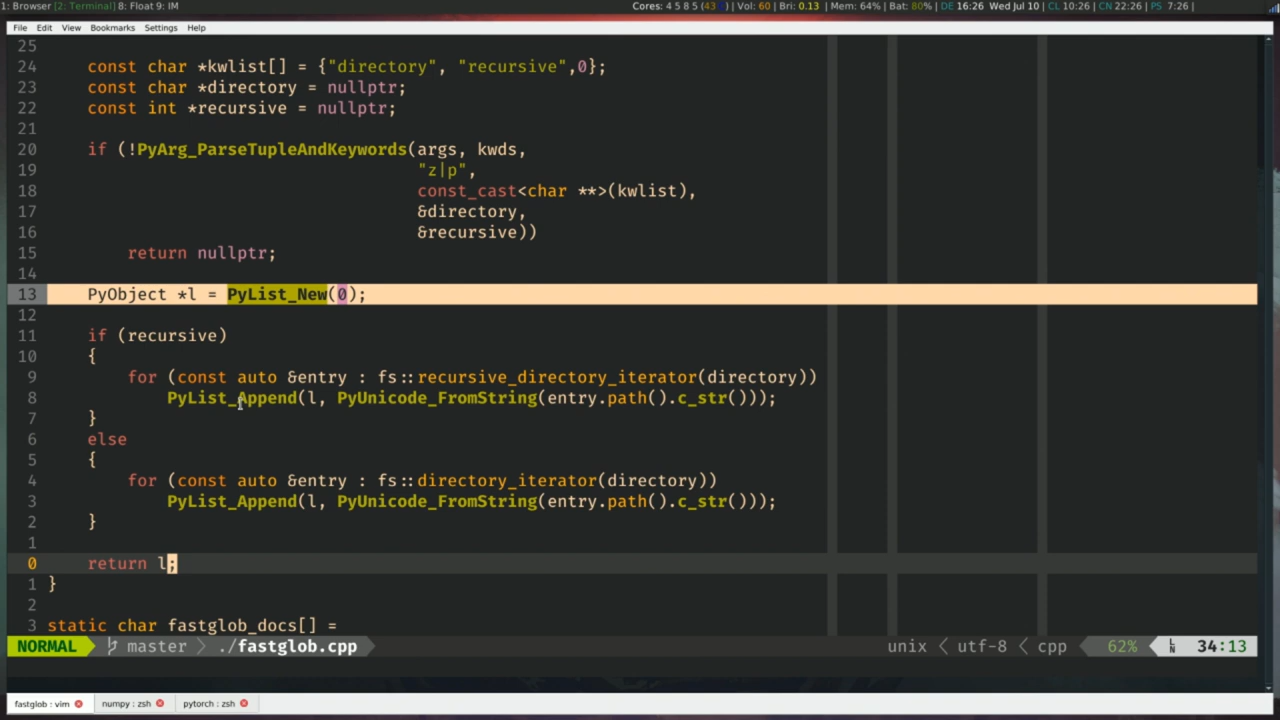 1: Browser [2: Terminal] 8: Float 9: IM
Cores: 4 5 8 5 (43 ) | Vol: 60 | Bri: 0.13 | Mem: 64% | Bat: 80% | DE 16:26 Wed Jul 10 | CL 10:26 | CN 22:26 | PS 7:26 |
File Edit View Bookmarks Settings Help
25
24 const char *kwlist[] = {"directory", "recursive",0};
23 const char *directory = nullptr;
22 const int *recursive = nullptr;
21
20 if (!PyArg_ParseTupleAndKeywords(args, kwds,
19 "z|p",
18 const_cast<char **>(kwlist),
17 &directory,
16 &recursive))
15 return nullptr;
14
13 PyObject *l = PyList_New(0);
12
11 if (recursive)
10 {
9 for (const auto &entry : fs::recursive_directory_iterator(directory))
8 PyList_Append(l, PyUnicode_FromString(entry.path().c_str()));
7 }
6 else
5 {
4 for (const auto &entry : fs::directory_iterator(directory))
3 PyList_Append(l, PyUnicode_FromString(entry.path().c_str()));
2 }
1
0 return l;
1 }
2
3 static char fastglob_docs[] =
NORMAL master ./fastglob.cpp unix utf-8 cpp 62% LN 34:13
fastglob : vim numpy : zsh pytorch : zsh